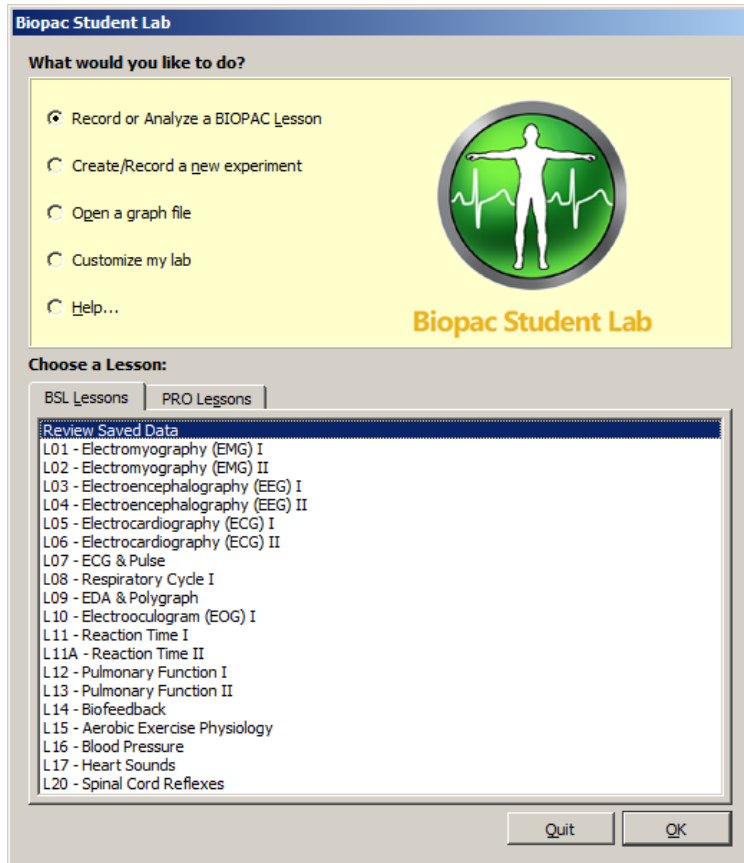 Biopac Student Lab
What would you like to do?
Record or Analyze a BIOPAC Lesson
Create/Record a new experiment
Open a graph file
Customize my lab
Help...
Biopac Student Lab
Choose a Lesson:
BSL Lessons PRO Lessons
Review Saved Data
L01 - Electromyography (EMG) I
L02 - Electromyography (EMG) II
L03 - Electroencephalography (EEG) I
L04 - Electroencephalography (EEG) II
L05 - Electrocardiography (ECG) I
L06 - Electrocardiography (ECG) II
L07 - ECG & Pulse
L08 - Respiratory Cycle I
L09 - EDA & Polygraph
L10 - Electrooculogram (EOG) I
L11 - Reaction Time I
L11A - Reaction Time II
L12 - Pulmonary Function I
L13 - Pulmonary Function II
L14 - Biofeedback
L15 - Aerobic Exercise Physiology
L16 - Blood Pressure
L17 - Heart Sounds
L20 - Spinal Cord Reflexes
Quit OK